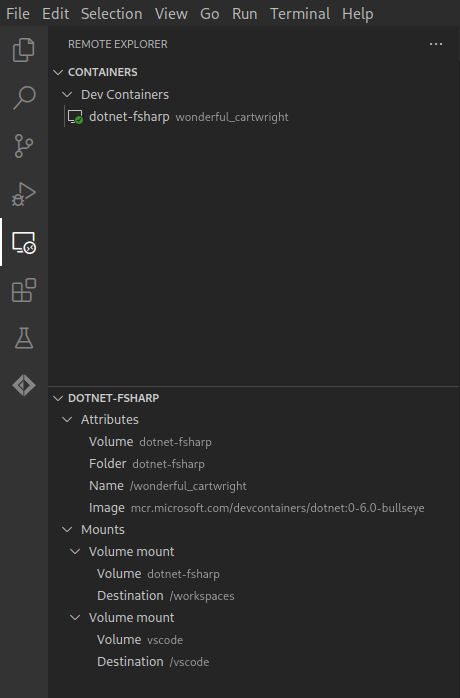 File Edit Selection View Go Run Terminal Help
REMOTE EXPLORER
CONTAINERS
Dev Containers
dotnet-fsharp wonderful_cartwright
DOTNET-FSHARP
Attributes
Volume dotnet-fsharp
Folder dotnet-fsharp
Name /wonderful_cartwright
Image mcr.microsoft.com/devcontainers/dotnet:0-6.0-bullseye
Mounts
Volume mount
Volume dotnet-fsharp
Destination /workspaces
Volume mount
Volume vscode
Destination /vscode